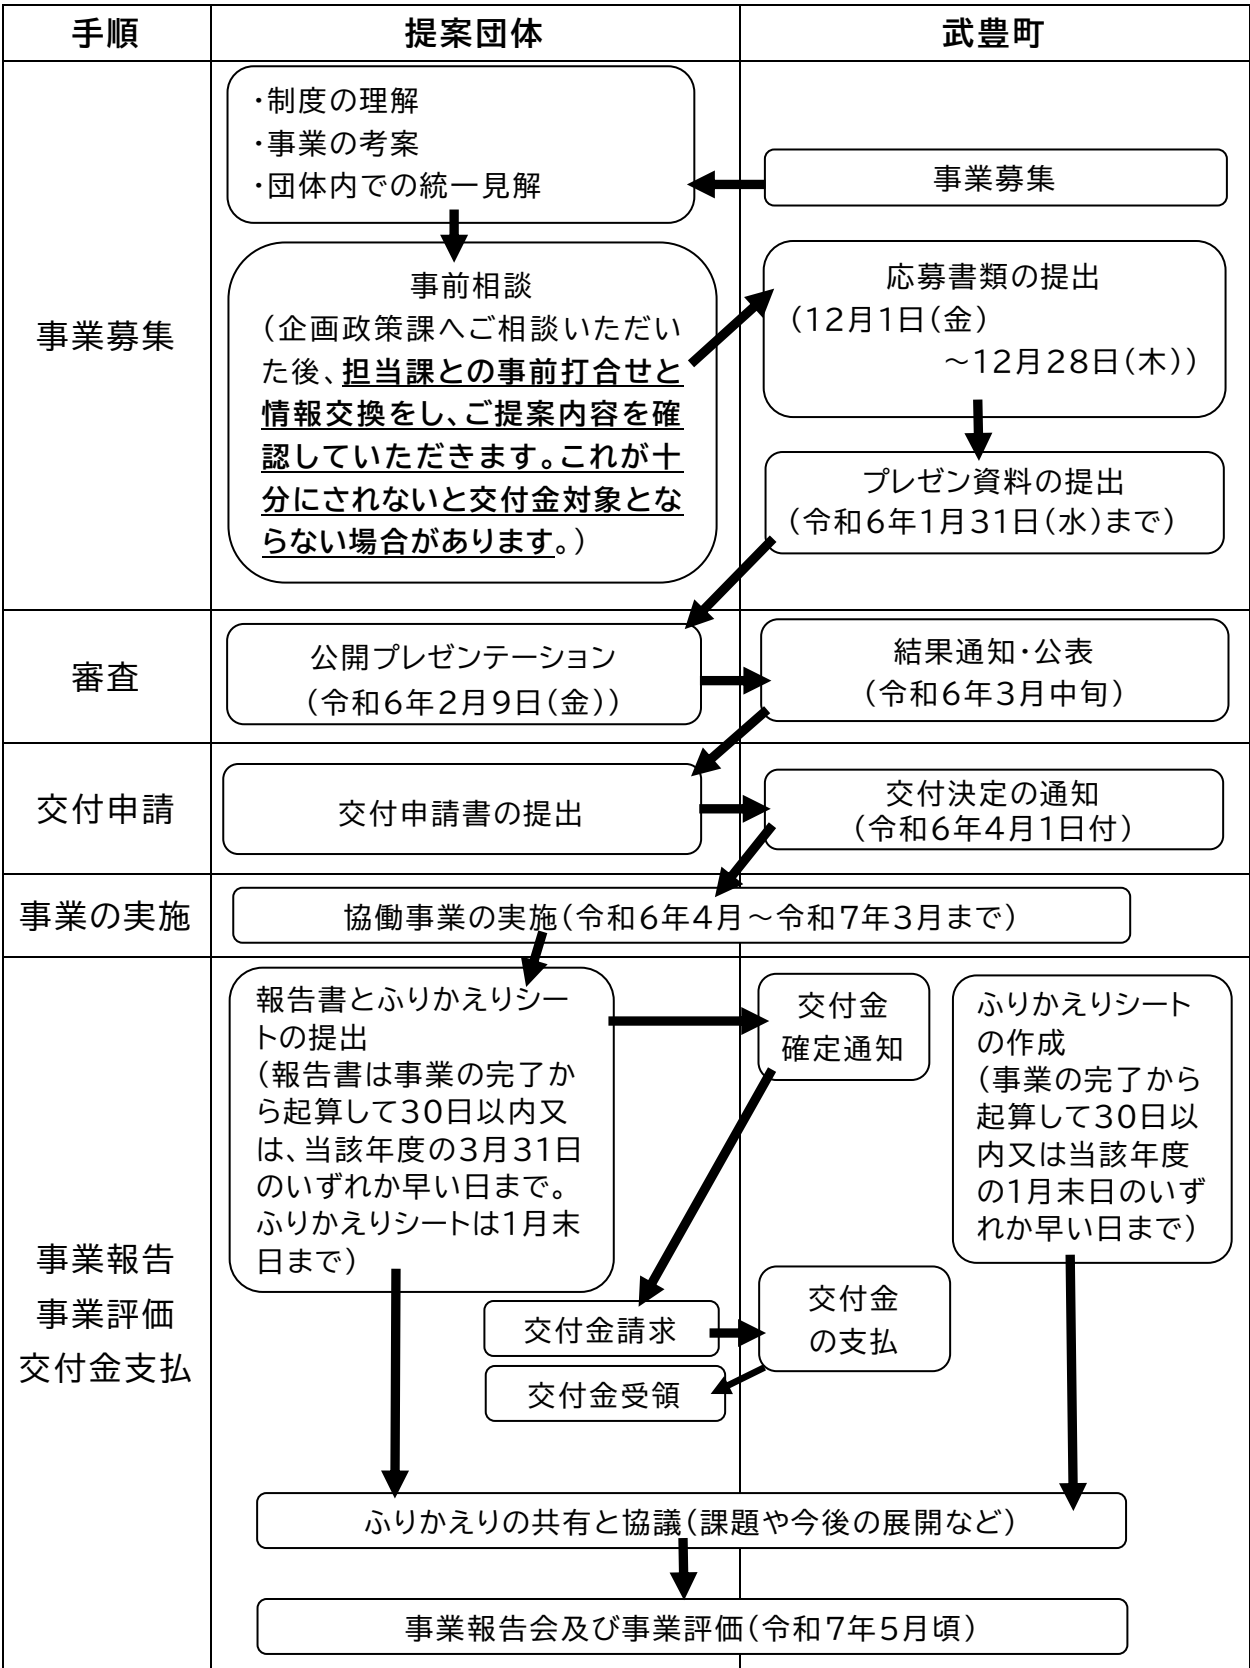 手順
提案団体
武豊町
事業募集
・制度の理解
・事業の考案
・団体内での統一見解
事業募集
事前相談
（企画政策課へご相談いただい
た後、担当課との事前打合せと
情報交換をし、ご提案内容を確
認していただきます。これが十
分にされないと交付金対象とな
らない場合があります。）
応募書類の提出
（12月1日（金）
～12月28日（木））
プレゼン資料の提出
（令和6年1月31日（水）まで）
審査
公開プレゼンテーション
（令和6年2月9日（金））
結果通知・公表
（令和6年3月中旬）
交付申請
交付申請書の提出
交付決定の通知
（令和6年4月1日付）
事業の実施
協働事業の実施（令和6年4月～令和7年3月まで）
事業報告
事業評価
交付金支払
報告書とふりかえりシー
トの提出
（報告書は事業の完了か
ら起算して30日以内又
は、当該年度の3月31日
のいずれか早い日まで。
ふりかえりシートは1月末
日まで）
交付金
確定通知
ふりかえりシート
の作成
（事業の完了から
起算して30日以
内又は当該年度
の1月末日のいず
れか早い日まで）
交付金請求
交付金
の支払
交付金受領
ふりかえりの共有と協議（課題や今後の展開など）
事業報告会及び事業評価（令和7年5月頃）